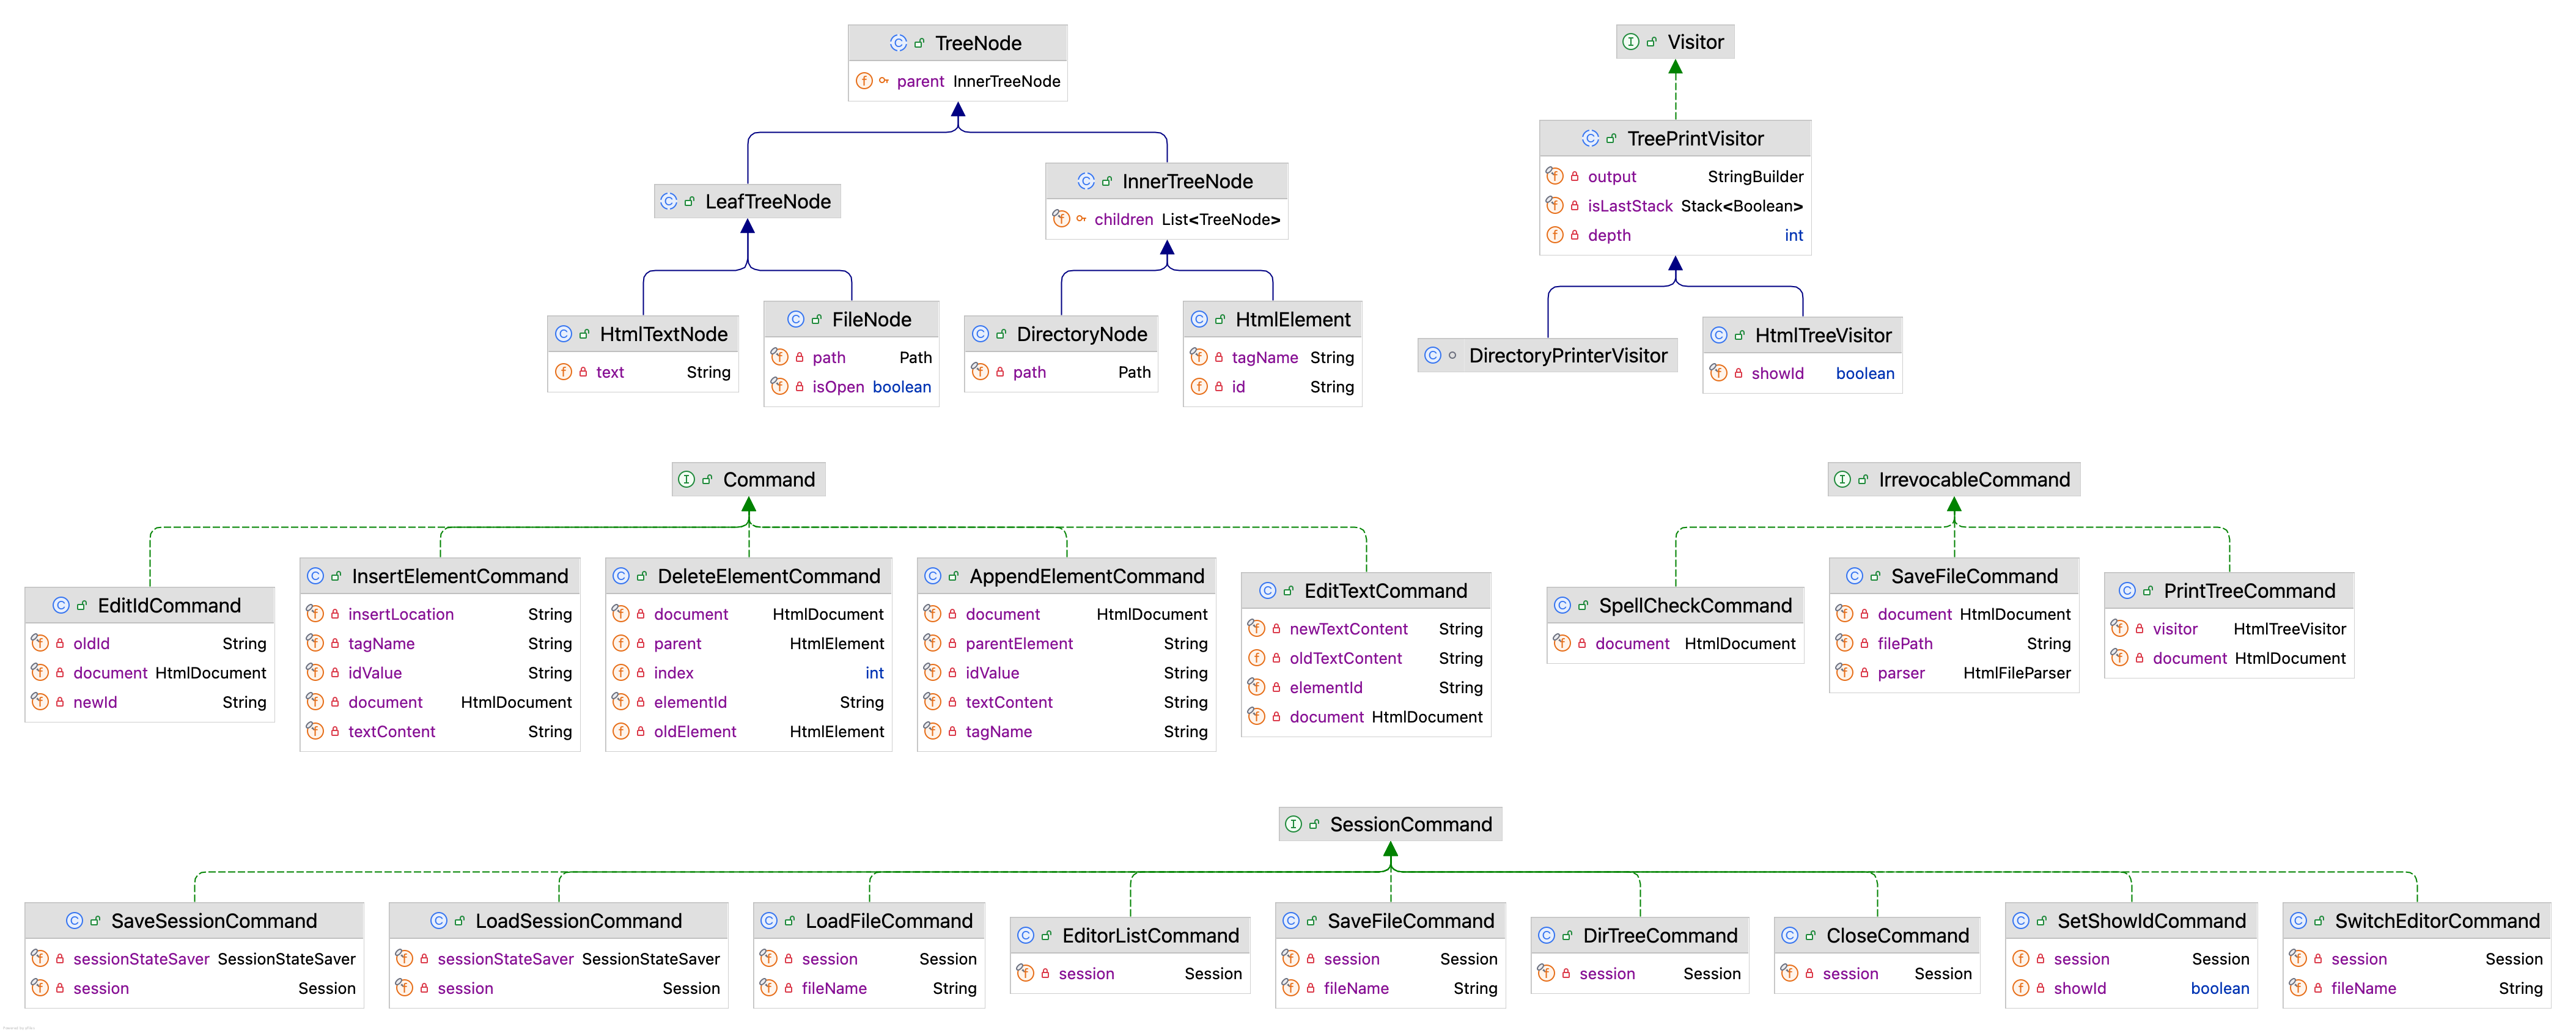 TreeNode
parent InnerTreeNode
LeafTreeNode
InnerTreeNode
children List<TreeNode>
HtmlTextNode
text String
FileNode
path Path
isOpen boolean
DirectoryNode
path Path
HtmlElement
tagName String
id String
Visitor
TreePrintVisitor
output StringBuilder
isLastStack Stack<Boolean>
depth int
DirectoryPrinterVisitor
HtmlTreeVisitor
showId boolean
Command
EditIdCommand
oldId String
document HtmlDocument
newId String
InsertElementCommand
insertLocation String
tagName String
idValue String
document HtmlDocument
textContent String
DeleteElementCommand
document HtmlDocument
parent HtmlElement
index int
elementId String
oldElement HtmlElement
AppendElementCommand
document HtmlDocument
parentElement String
idValue String
textContent String
tagName String
EditTextCommand
newTextContent String
oldTextContent String
elementId String
document HtmlDocument
IrrevocableCommand
SpellCheckCommand
document HtmlDocument
SaveFileCommand
document HtmlDocument
filePath String
parser HtmlFileParser
PrintTreeCommand
visitor HtmlTreeVisitor
document HtmlDocument
SessionCommand
SaveSessionCommand
sessionStateSaver SessionStateSaver
session Session
LoadSessionCommand
sessionStateSaver SessionStateSaver
session Session
LoadFileCommand
session Session
fileName String
EditorListCommand
session Session
SaveFileCommand
session Session
fileName String
DirTreeCommand
session Session
CloseCommand
session Session
SetShowIdCommand
session Session
showId boolean
SwitchEditorCommand
session Session
fileName String